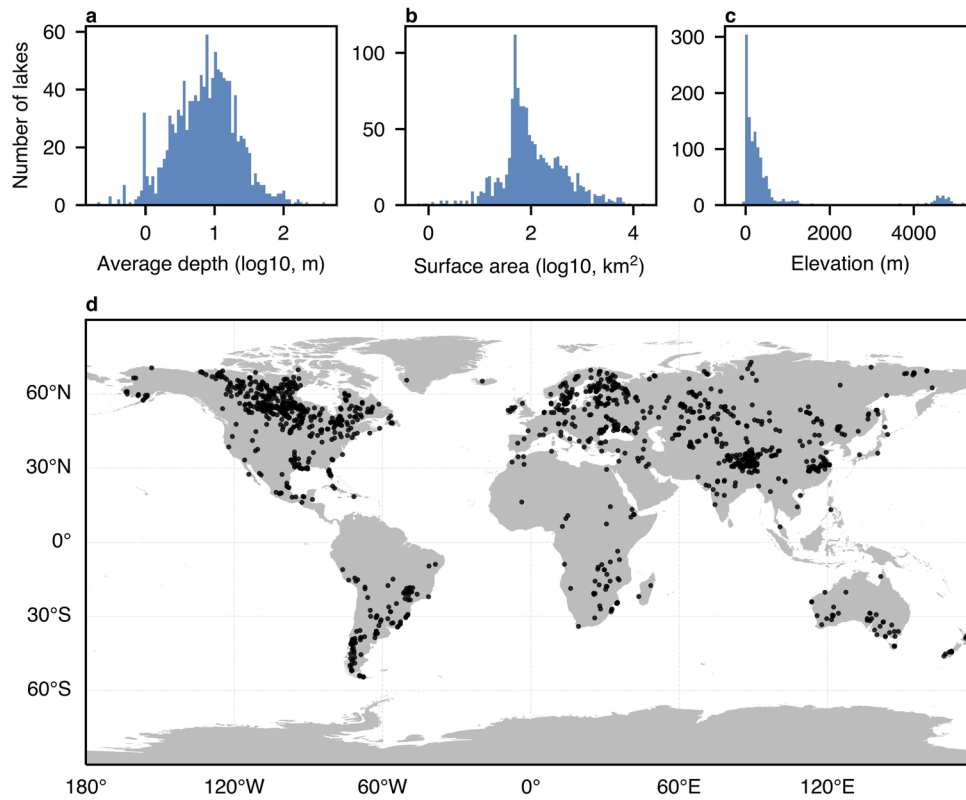 a
b
c
Number of lakes
60
40
20
0
100
50
0
300
200
100
0
0 1 2
0 2 4
0 2000 4000
Average depth (log10, m)
Surface area (log10, km²)
Elevation (m)
d
60°N
30°N
0°
30°S
60°S
180° 120°W 60°W 0° 60°E 120°E